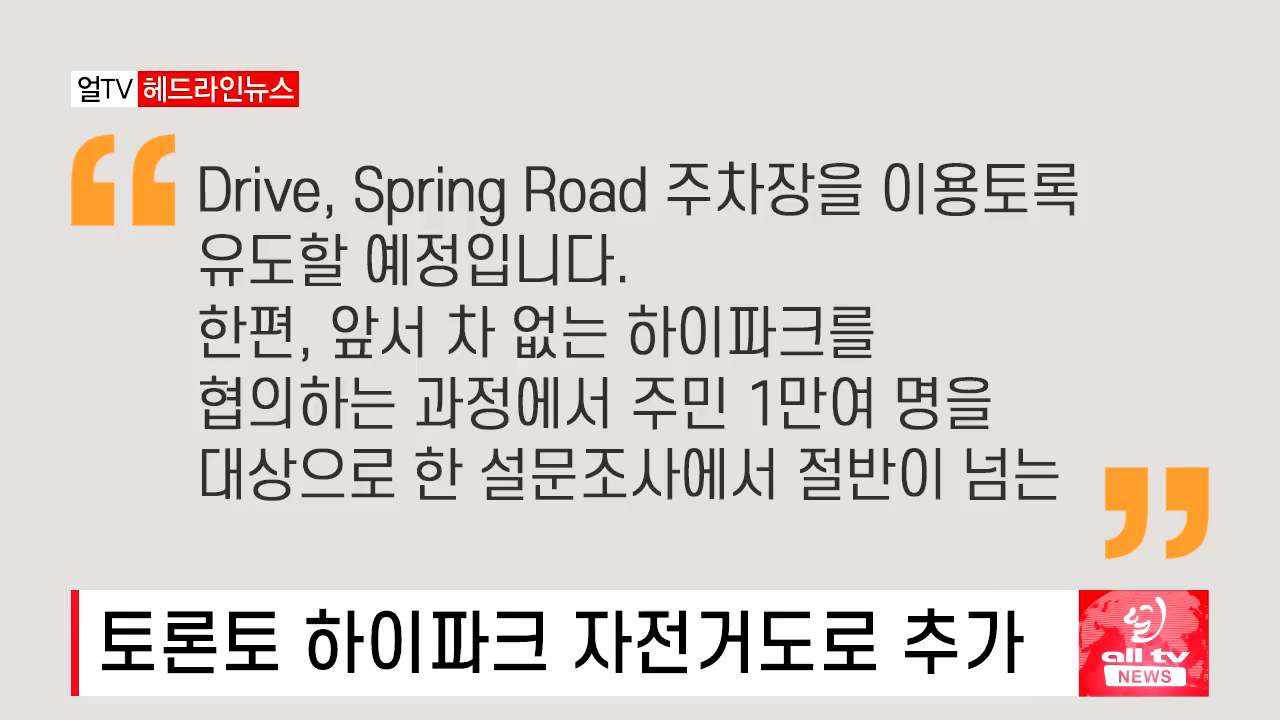 얼TV 헤드라인뉴스
Drive, Spring Road 주차장을 이용토록
유도할 예정입니다.
한편, 앞서 차 없는 하이파크를
협의하는 과정에서 주민 1만여 명을
대상으로 한 설문조사에서 절반이 넘는
토론토 하이파크 자전거도로 추가
얼
all tv
NEWS